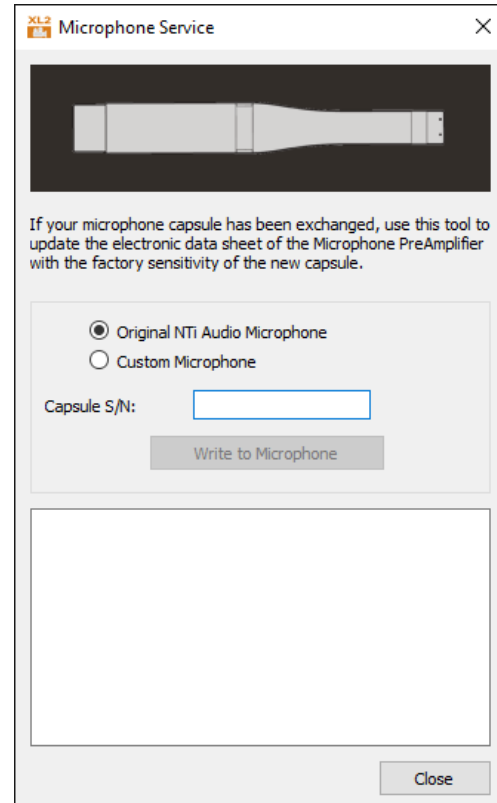 XL2
Microphone Service
If your microphone capsule has been exchanged, use this tool to
update the electronic data sheet of the Microphone PreAmplifier
with the factory sensitivity of the new capsule.
Original NTi Audio Microphone
Custom Microphone
Capsule S/N:
Write to Microphone
Close